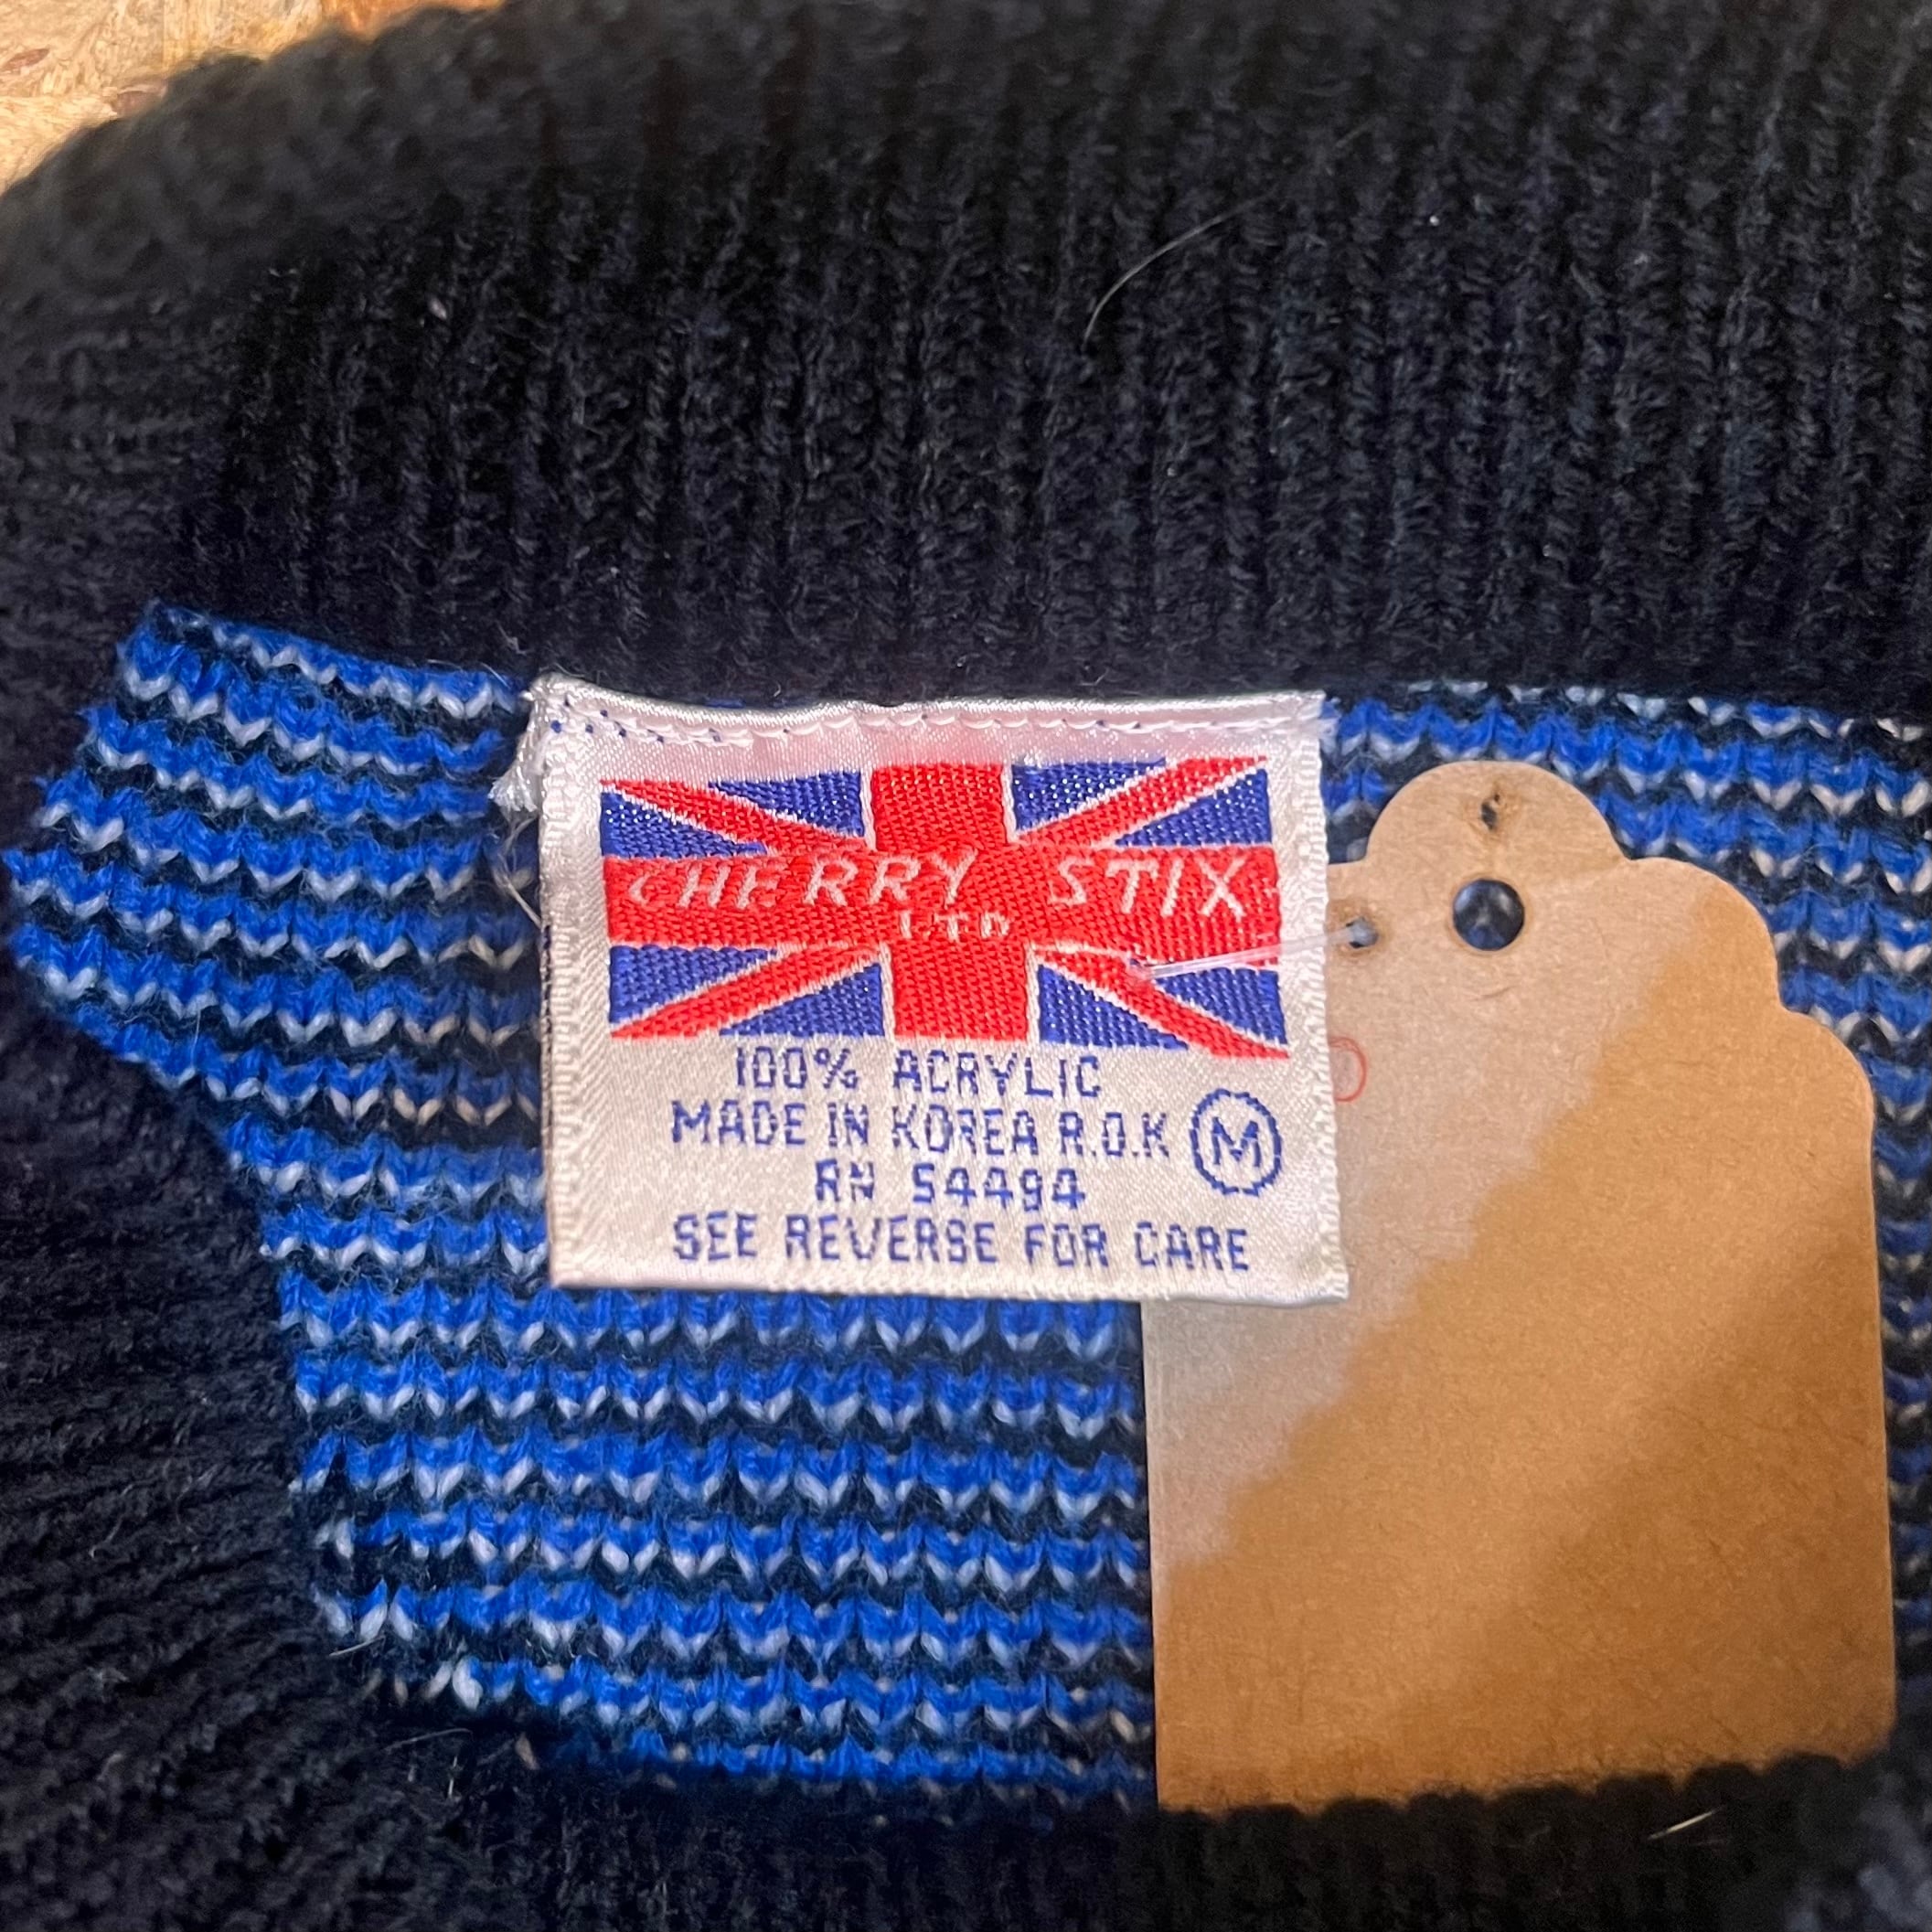 CHERRY STIX
LTD
100% ACRYLIC
MADE IN KOREA R.O.K M
RN 54494
SEE REVERSE FOR CARE